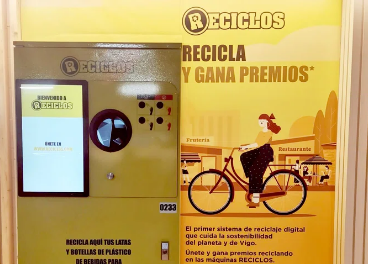 RECICLOS
RECICLA
Y GANA PREMIOS*
RECICLOS
BIENVENIDO A
RECICLOS
ÚNETE EN
Frutería
Restaurante
0233
RECICLA AQUÍ TUS LATAS
Y BOTELLAS DE PLÁSTICO
DE BEBIDAS PARA
El primer sistema de reciclaje digital
que cuida la sostenibilidad
del planeta y de Vigo.
Únete y gana premios reciclando
en las máquinas RECICLOS.